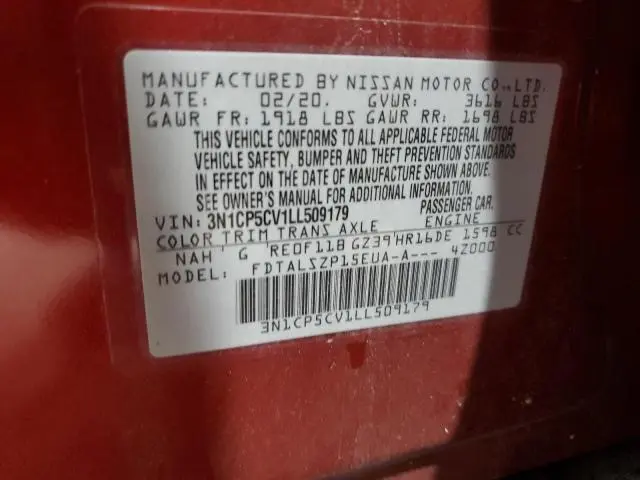 MANUFACTURED BY NISSAN MOTOR CO., LTD.
DATE: 02/20. GVWR: 3616 LBS
GAWR FR: 1918 LBS GAWR RR: 1698 LBS
THIS VEHICLE CONFORMS TO ALL APPLICABLE FEDERAL MOTOR
VEHICLE SAFETY, BUMPER AND THEFT PREVENTION STANDARDS
IN EFFECT ON THE DATE OF MANUFACTURE SHOWN ABOVE.
SEE OWNER'S MANUAL FOR ADDITIONAL INFORMATION.
VIN: 3N1CP5CV1LL509179 PASSENGER CAR.
COLOR TRIM TRANS AXLE ENGINE
NAH G RE0F11B GZ39 HR16DE 1598 CC
FDTALSZP15EUA-A--- 4Z000
3N1CP5CV1LL509179